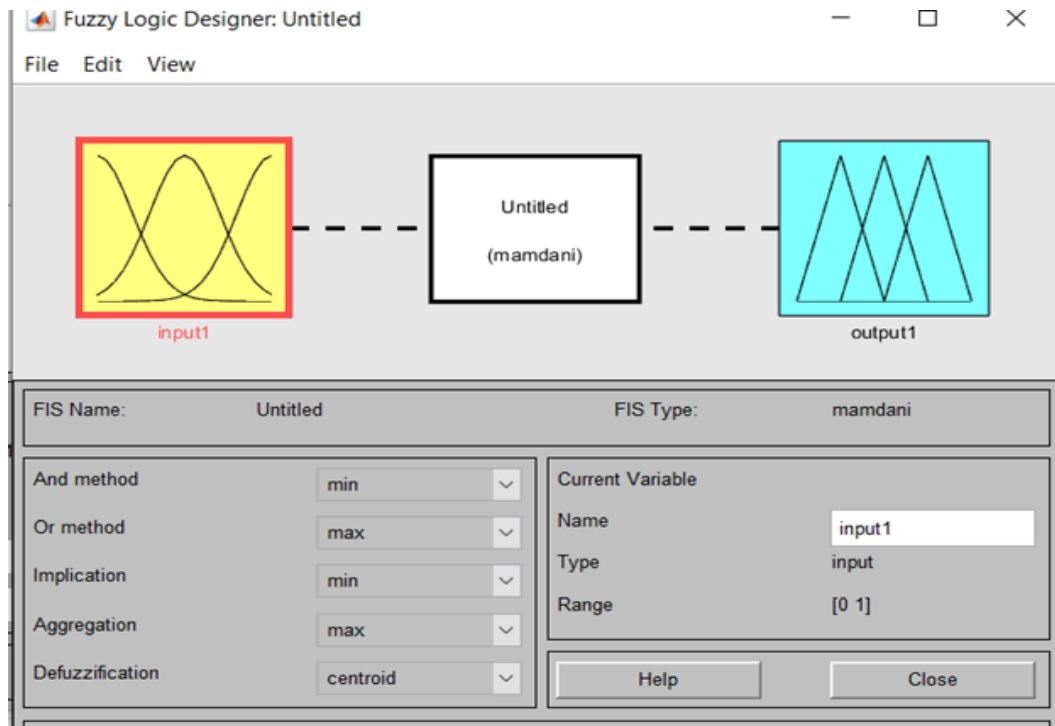 Fuzzy Logic Designer: Untitled
File Edit View
Untitled
(mamdani)
input1
output1
FIS Name: Untitled FIS Type: mamdani
And method min
Or method max
Implication min
Aggregation max
Defuzzification centroid
Current Variable
Name input1
Type input
Range [0 1]
Help Close